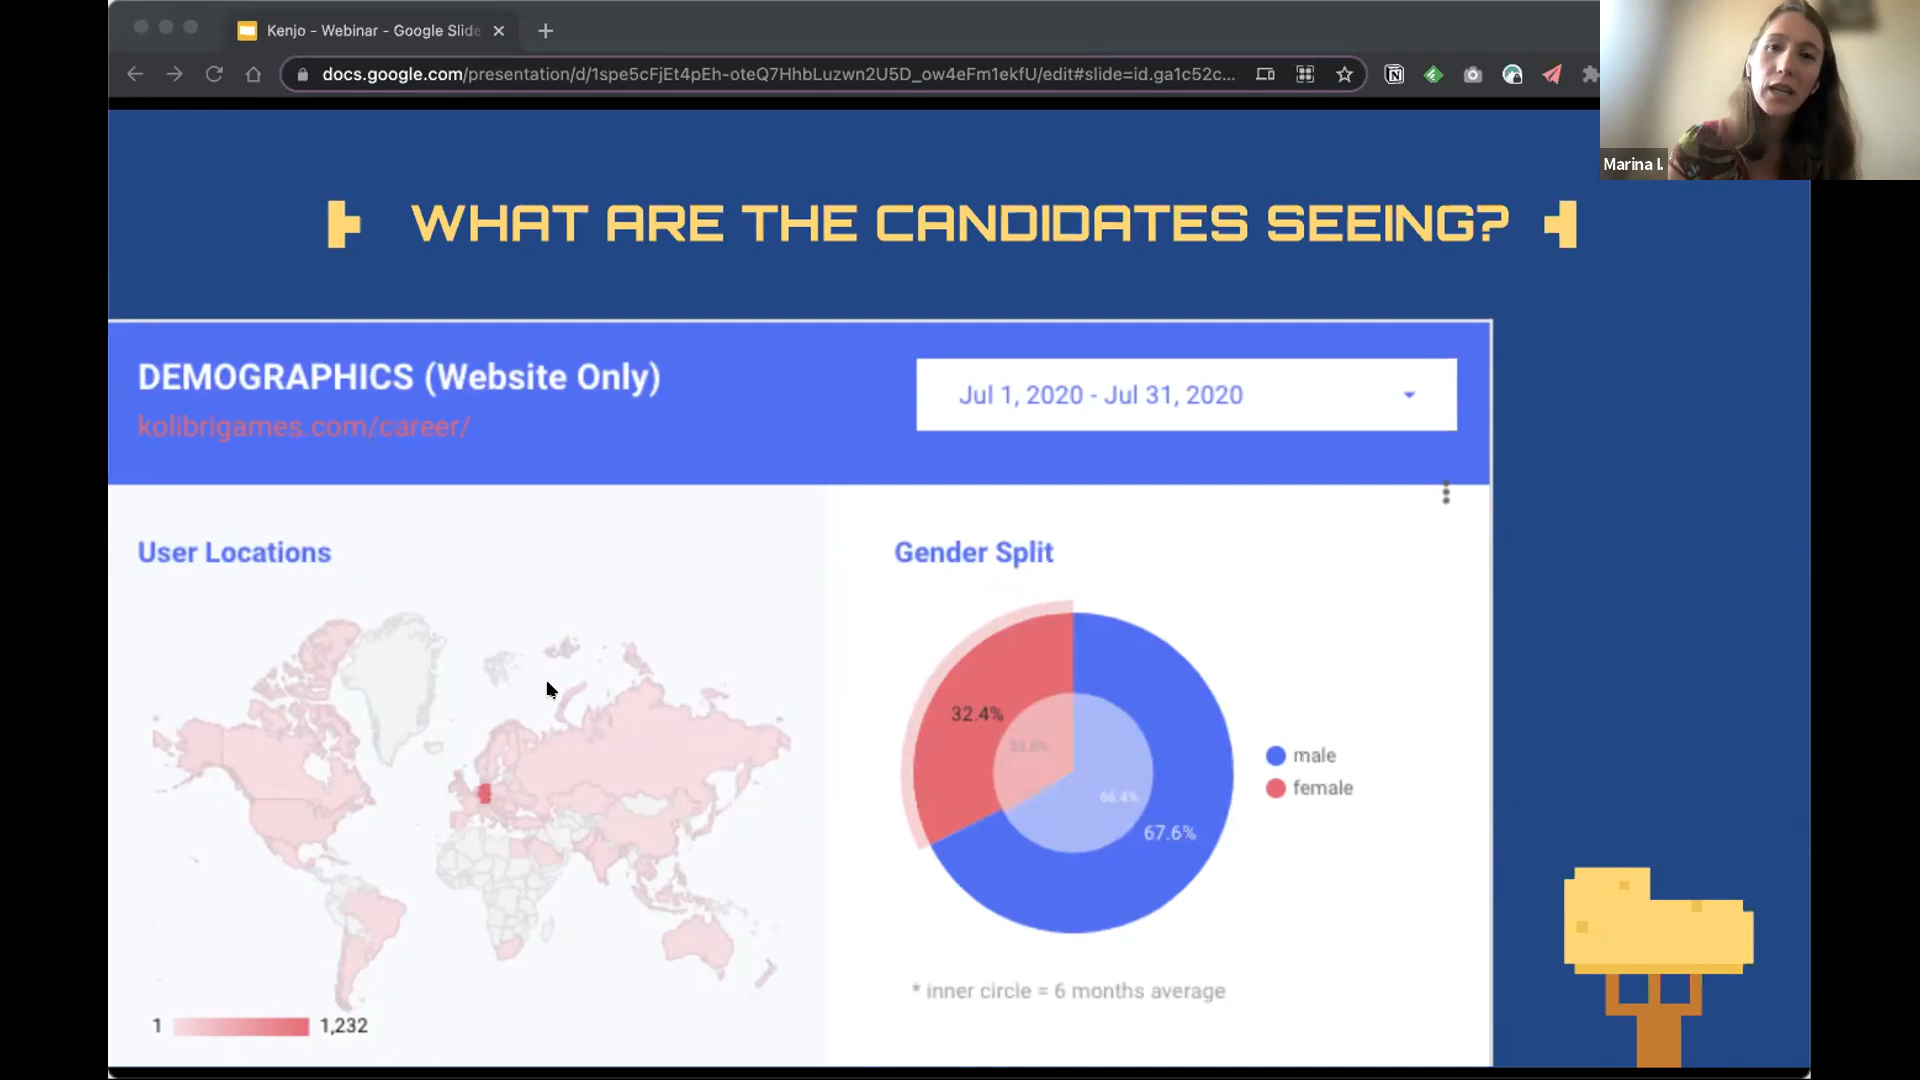 Kenjo - Webinar - Google Slide
docs.google.com/presentation/d/1spe5cFjEt4pEh-oteQ7HhbLuzwn2U5D_ow4eFm1ekfU/edit#slide=id.ga1c52c...
Marina I.
WHAT ARE THE CANDIDATES SEEING?
DEMOGRAPHICS (Website Only)
kolibrigames.com/career/
Jul 1, 2020 - Jul 31, 2020
User Locations
Gender Split
32.4%
66.4%
67.6%
male
female
* inner circle = 6 months average
1
1,232